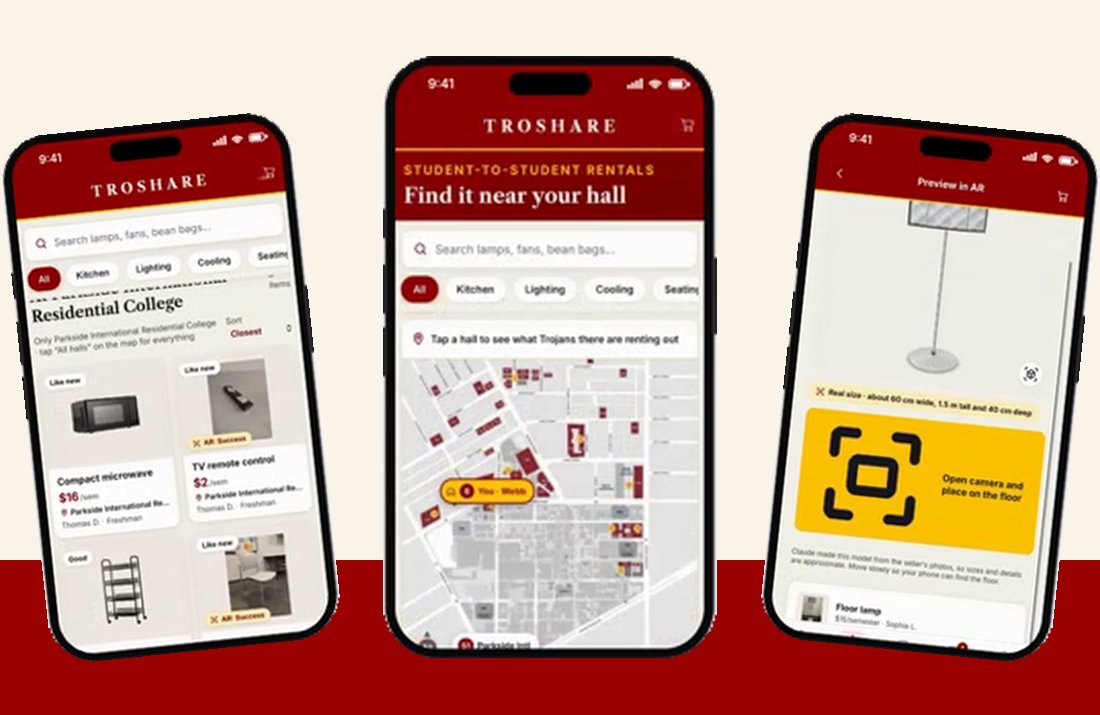 9:41
TROSHARE
Search lamps, fans, bean bags...
All
Kitchen
Lighting
Cooling
Seating
Residential College
items
Only Parkside International Residential College
· tap "All halls" on the map for everything
Sort
Closest
Like new
Compact microwave
$16 /sem
Parkside International Re...
Thomas D. · Freshman
Like new
AR: Success
TV remote control
$2 /sem
Parkside International Re...
Thomas D. · Freshman
Good
Like new
AR: Success
9:41
TROSHARE
STUDENT-TO-STUDENT RENTALS
Find it near your hall
Search lamps, fans, bean bags...
All
Kitchen
Lighting
Cooling
Seating
Tap a hall to see what Trojans there are renting out
You · Webb
Parkside Intl
9:41
Preview in AR
Real size · about 60 cm wide, 1.5 m tall and 40 cm deep
Open camera and
place on the floor
Claude made this model from the seller's photos, so sizes and details
are approximate. Move slowly so your phone can find the floor.
Floor lamp
$15/semester · Sophia L.